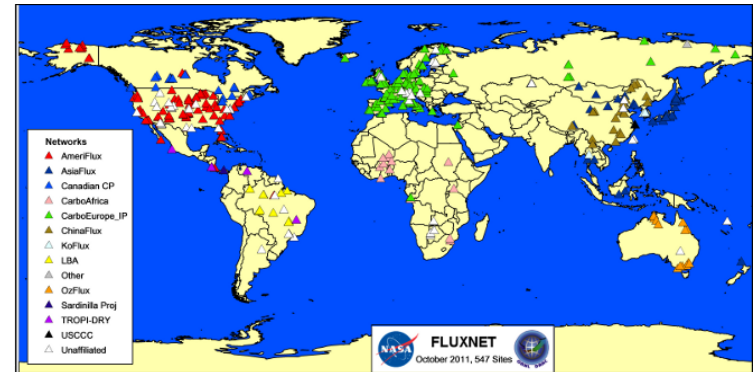 Networks
AmeriFlux
AsiaFlux
Canadian CP
CarboAfrica
CarboEurope_IP
ChinaFlux
KoFlux
LBA
Other
OzFlux
Sardinilla Proj
TROPI-DRY
USCCC
Unaffiliated
NASA
FLUXNET
October 2011, 547 Sites